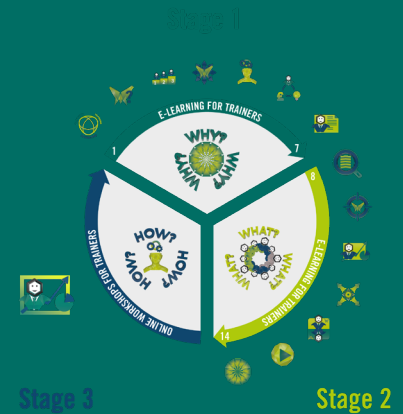 Stage 1
E-LEARNING FOR TRAINERS
1
7
WHY?
WHY?
WHY?
8
E-LEARNING FOR TRAINERS
14
WHAT?
WHAT?
WHAT?
HOW?
HOW?
HOW?
ONLINE WORKSHOPS FOR TRAINERS
Stage 3
Stage 2